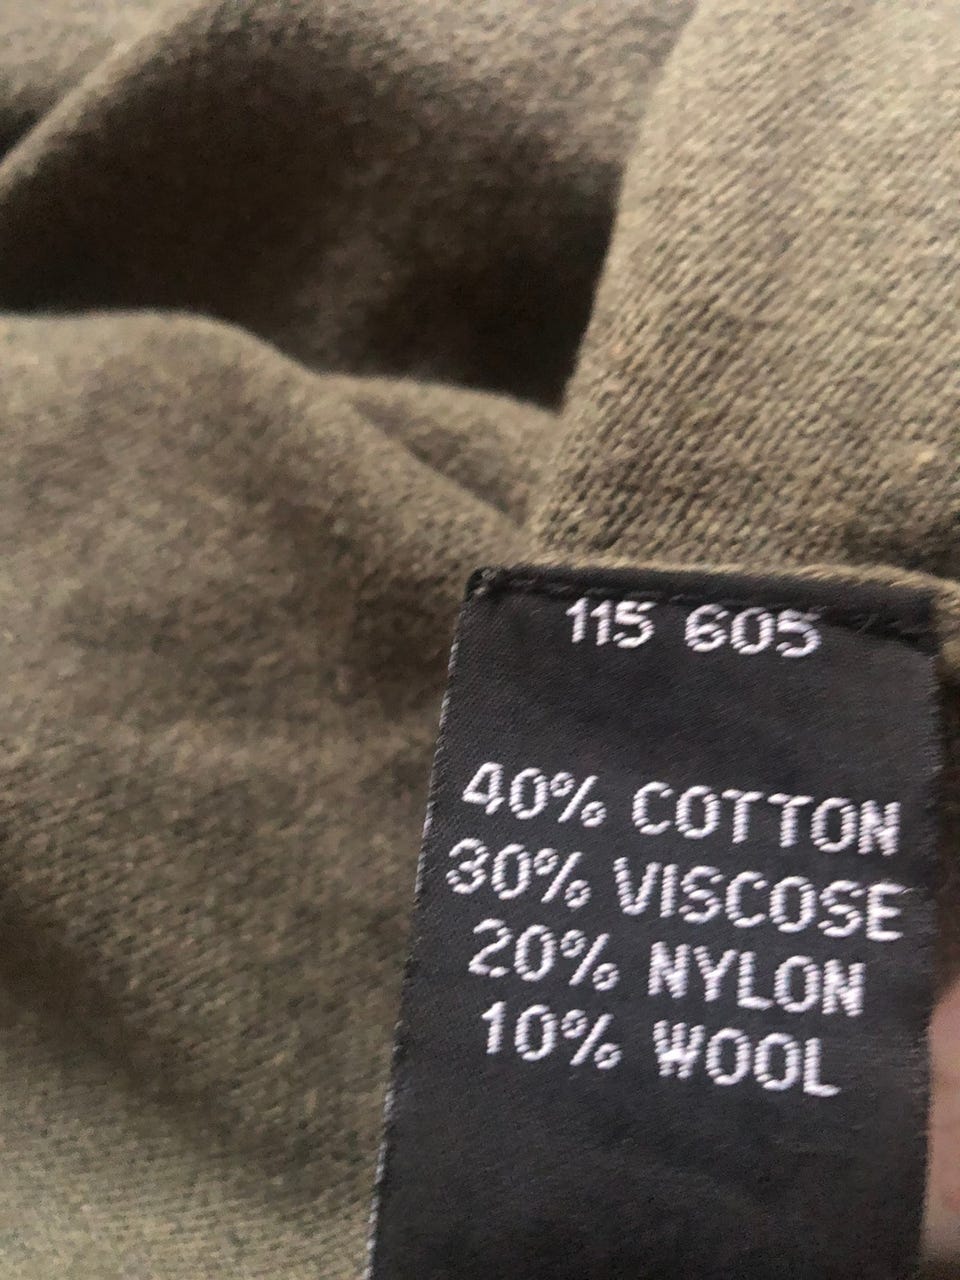 115 605
40% COTTON
30% VISCOSE
20% NYLON
10% WOOL